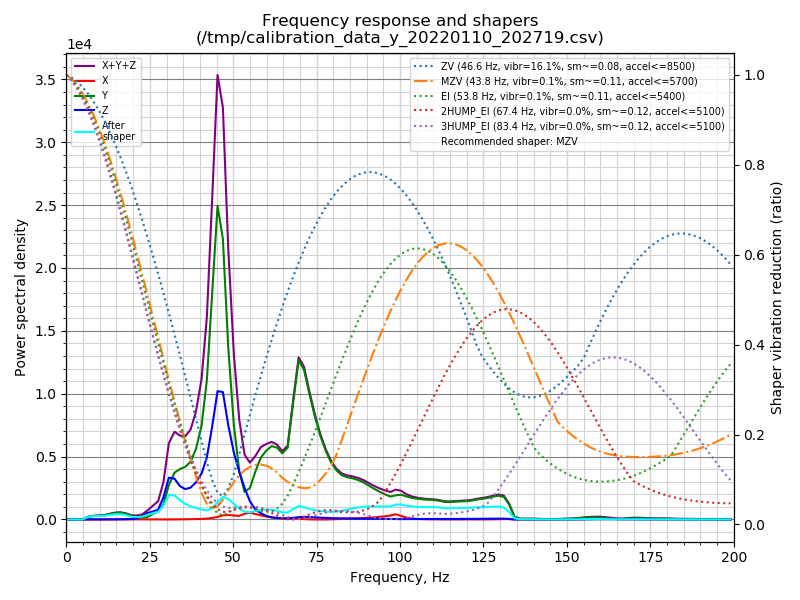 Frequency response and shapers
(/tmp/calibration_data_y_20220110_202719.csv)
1e4
X+Y+Z
X
Y
Z
After
shaper
ZV (46.6 Hz, vibr=16.1%, sm~=0.08, accel<=8500)
MZV (43.8 Hz, vibr=0.1%, sm~=0.11, accel<=5700)
EI (53.8 Hz, vibr=0.1%, sm~=0.11, accel<=5400)
2HUMP_EI (67.4 Hz, vibr=0.0%, sm~=0.12, accel<=5100)
3HUMP_EI (83.4 Hz, vibr=0.0%, sm~=0.12, accel<=5100)
Recommended shaper: MZV
Power spectral density
3.5
3.0
2.5
2.0
1.5
1.0
0.5
0.0
1.0
0.8
0.6
0.4
0.2
0.0
Shaper vibration reduction (ratio)
0 25 50 75 100 125 150 175 200
Frequency, Hz